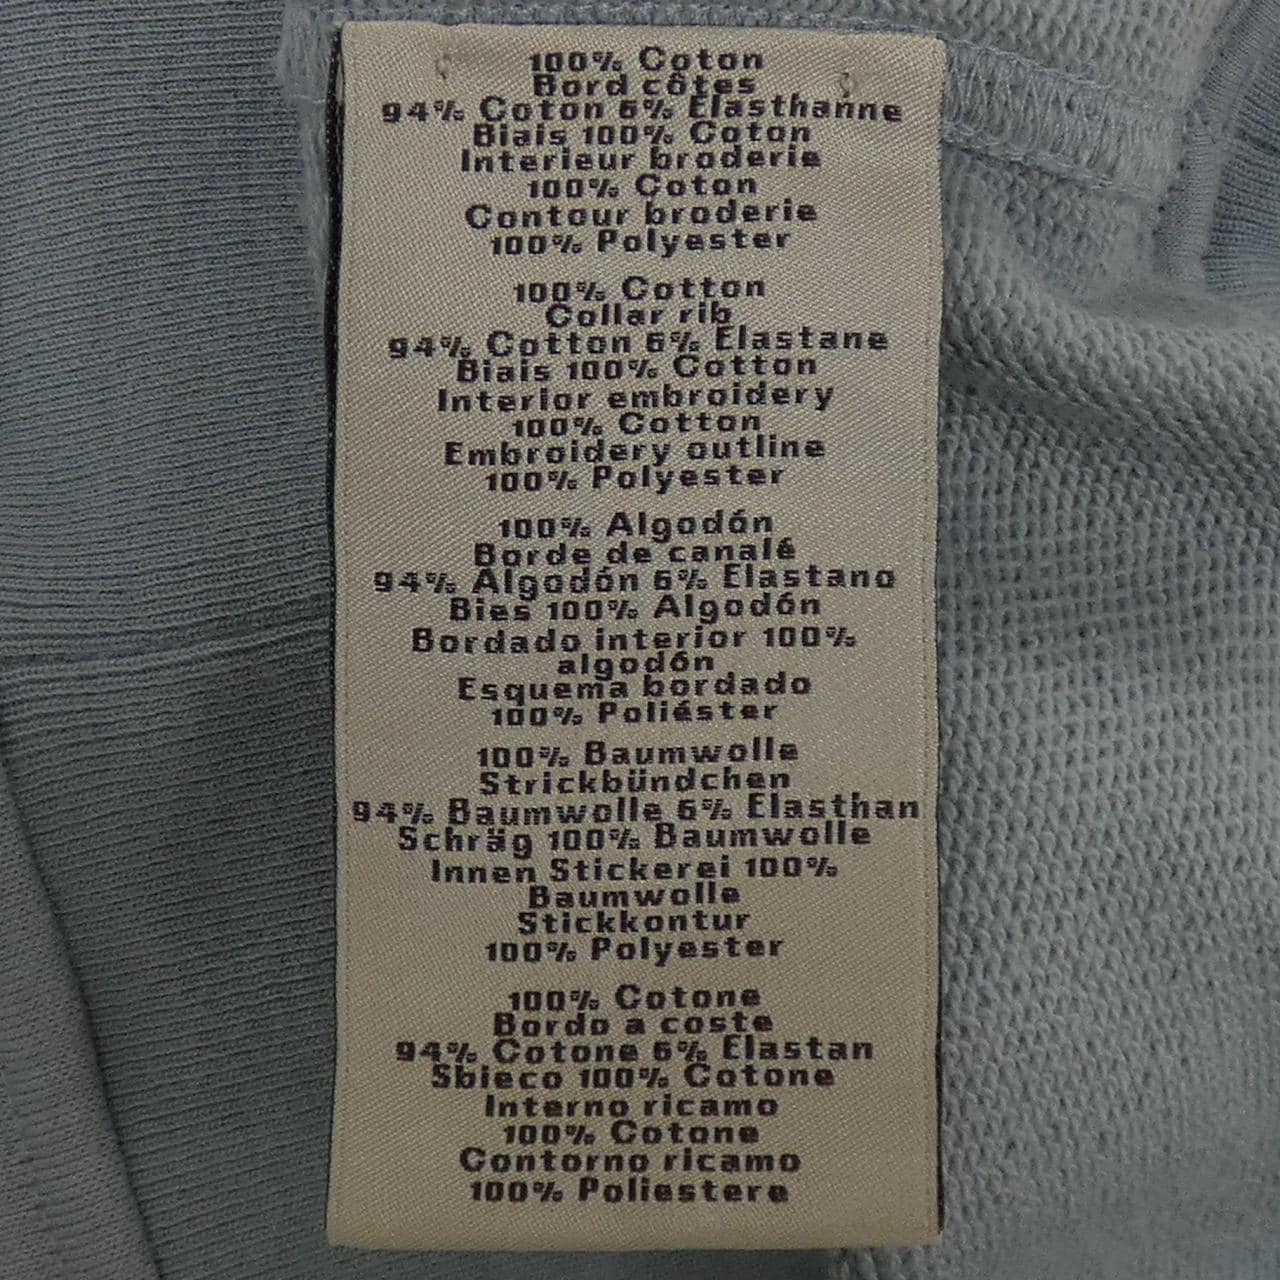 100% Coton
Bord côtes
94% Coton 6% Elasthanne
Biais 100% Coton
Interieur broderie
100% Coton
Contour broderie
100% Polyester
100% Cotton
Collar rib
94% Cotton 6% Elastane
Biais 100% Cotton
Interior embroidery
100% Cotton
Embroidery outline
100% Polyester
100% Algodón
Borde de canalé
94% Algodón 6% Elastano
Bies 100% Algodón
Bordado interior 100%
algodón
Esquema bordado
100% Poliéster
100% Baumwolle
Strickbündchen
94% Baumwolle 6% Elasthan
Schräg 100% Baumwolle
Innen Stickerei 100%
Baumwolle
Stickkontur
100% Polyester
100% Cotone
Bordo a coste
94% Cotone 6% Elastan
Sbieco 100% Cotone
Interno ricamo
100% Cotone
Contorno ricamo
100% Poliestere